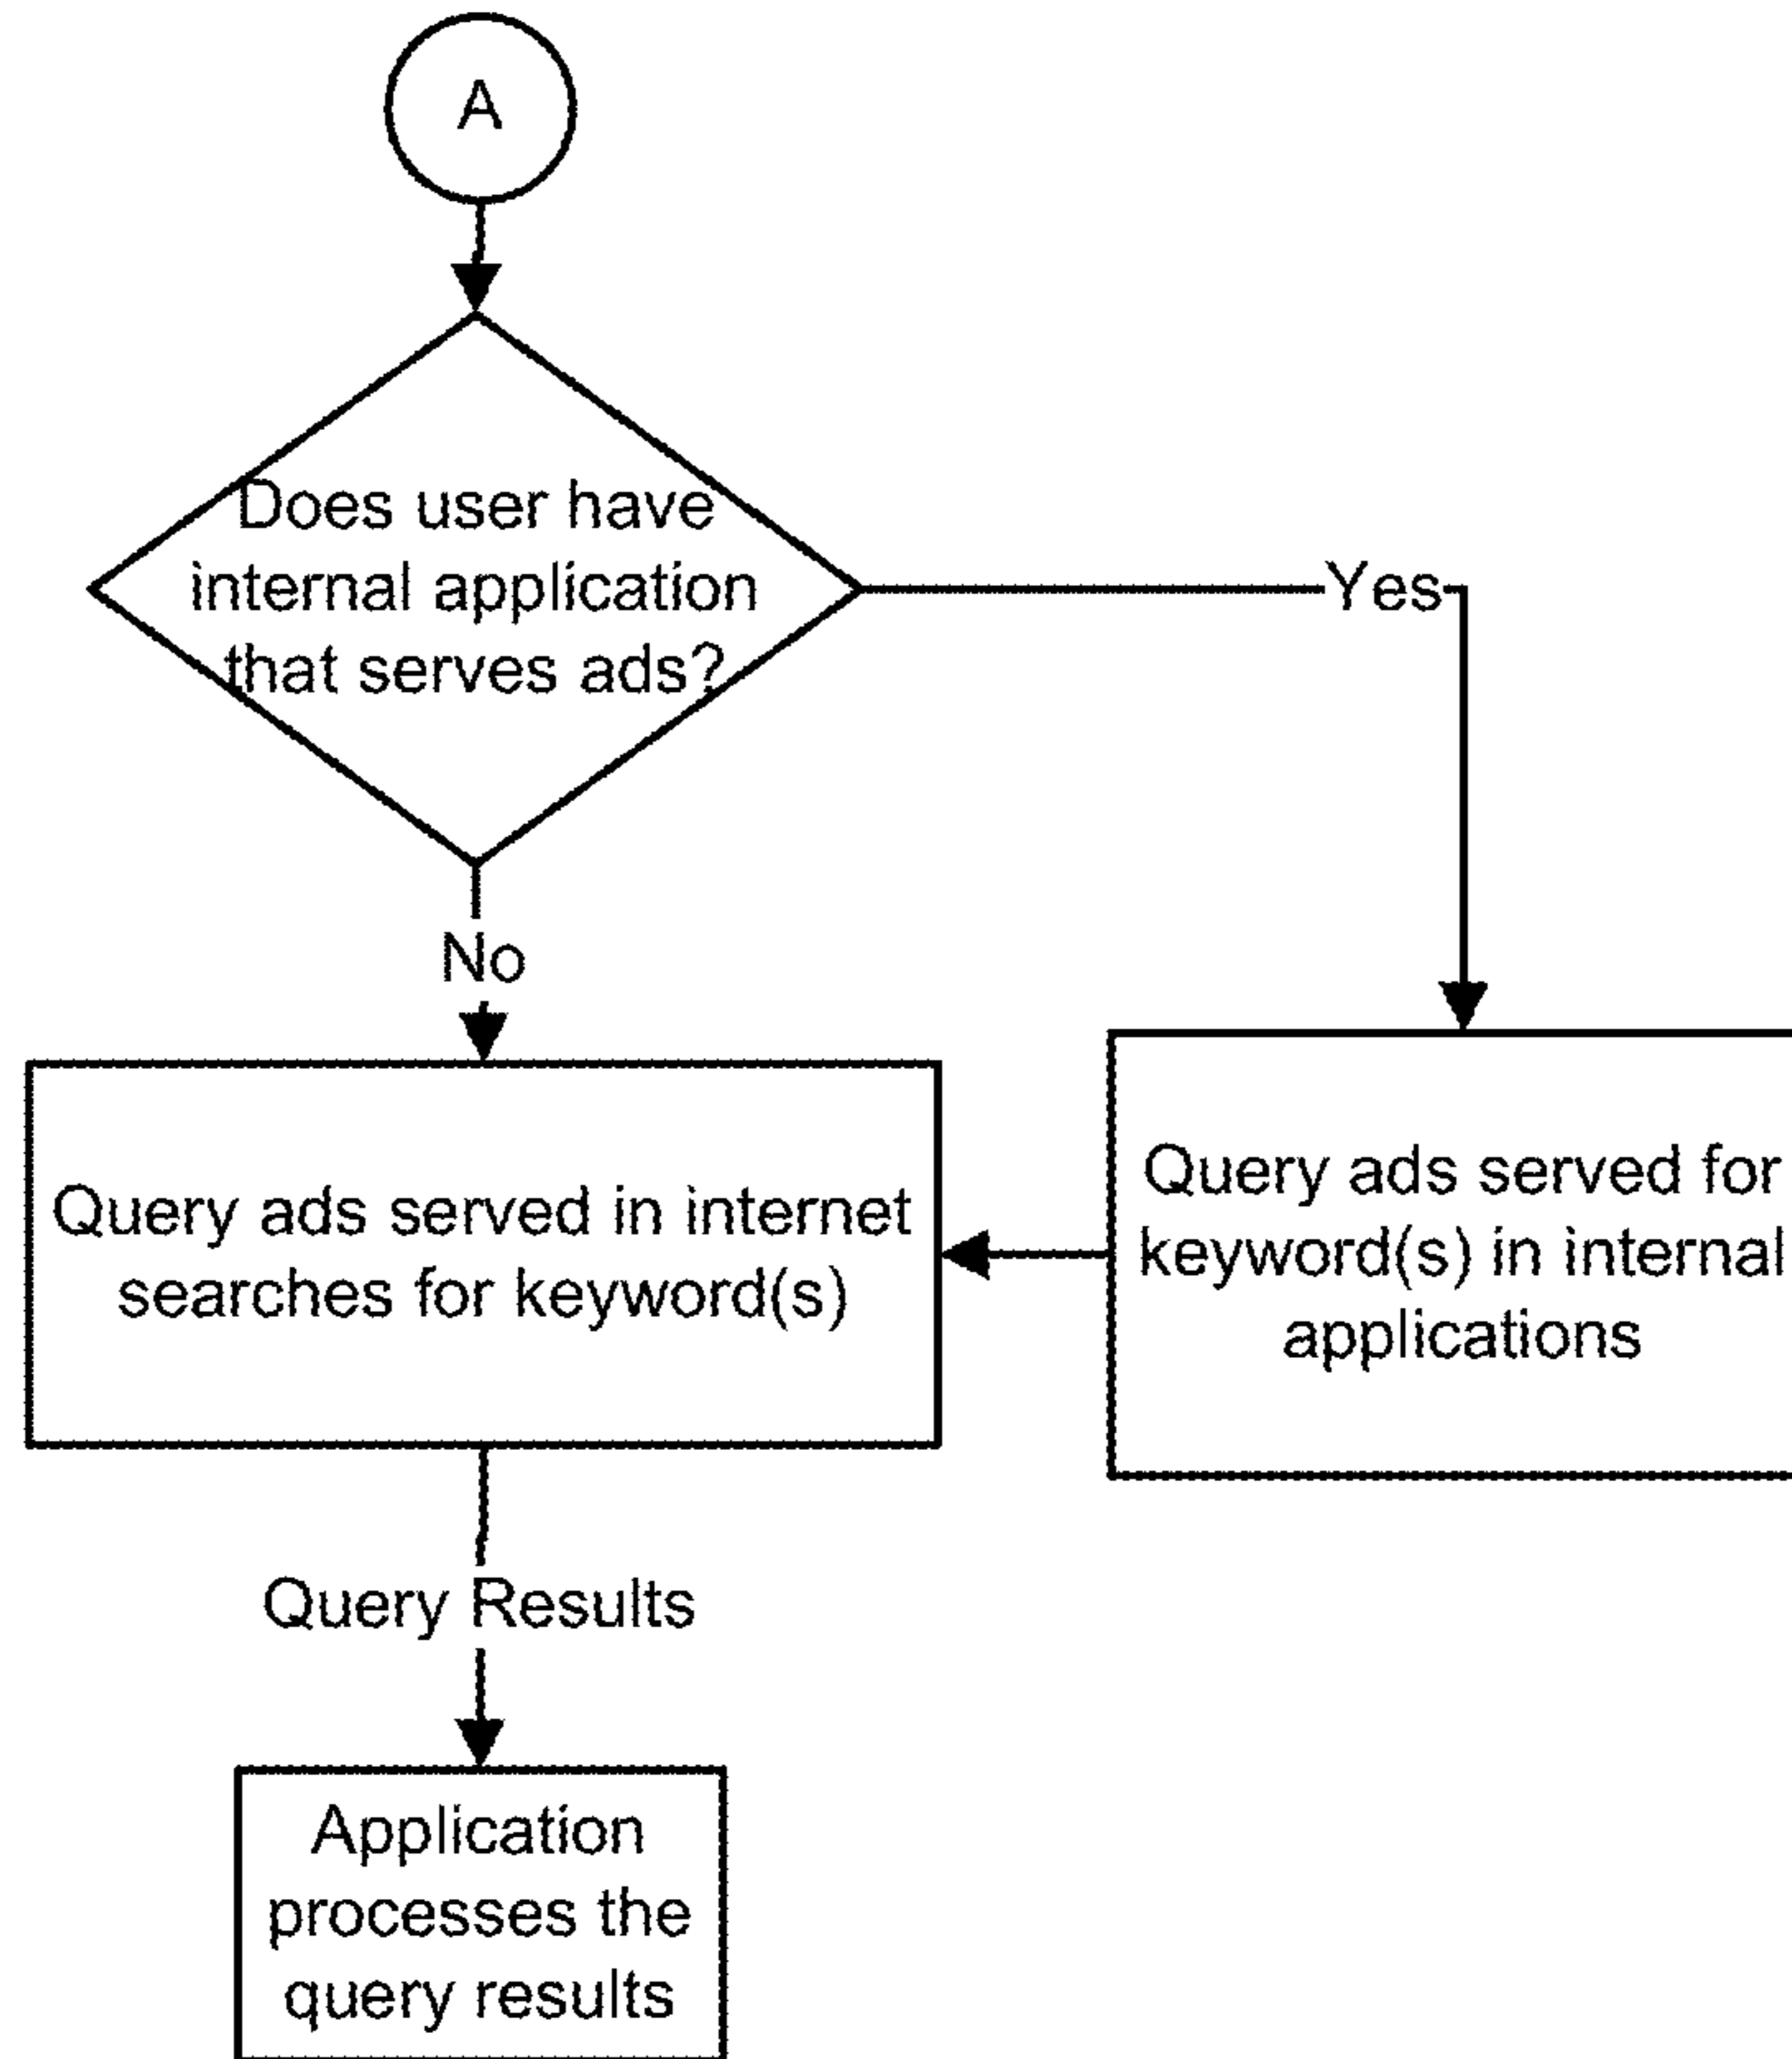 A
Does user have
internal application
that serves ads?
Yes
No
Query ads served in internet
searches for keyword(s)
Query ads served for
keyword(s) in internal
applications
Query Results
Application
processes the
query results